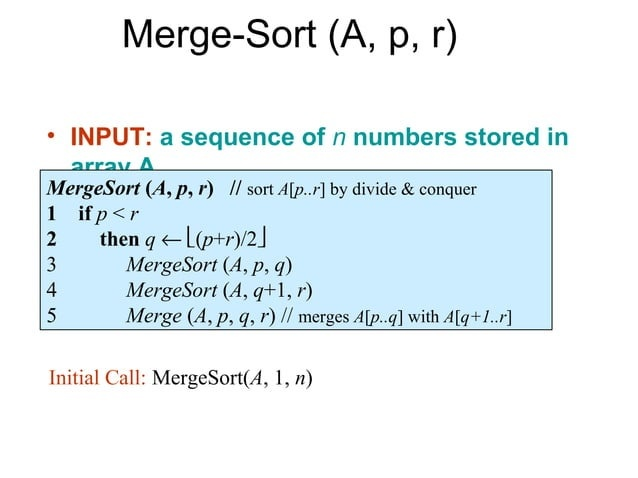 Merge-Sort (A, p, r)
• INPUT: a sequence of n numbers stored in
array A
MergeSort (A, p, r) // sort A[p..r] by divide & conquer
1 if p < r
2 then q ← ⌊(p+r)/2⌋
3 MergeSort (A, p, q)
4 MergeSort (A, q+1, r)
5 Merge (A, p, q, r) // merges A[p..q] with A[q+1..r]
Initial Call: MergeSort(A, 1, n)